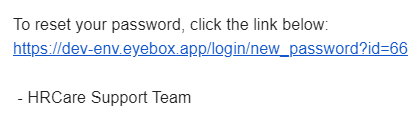 To reset your password, click the link below:
https://dev-env.eyebox.app/login/new_password?id=66
- HRCare Support Team